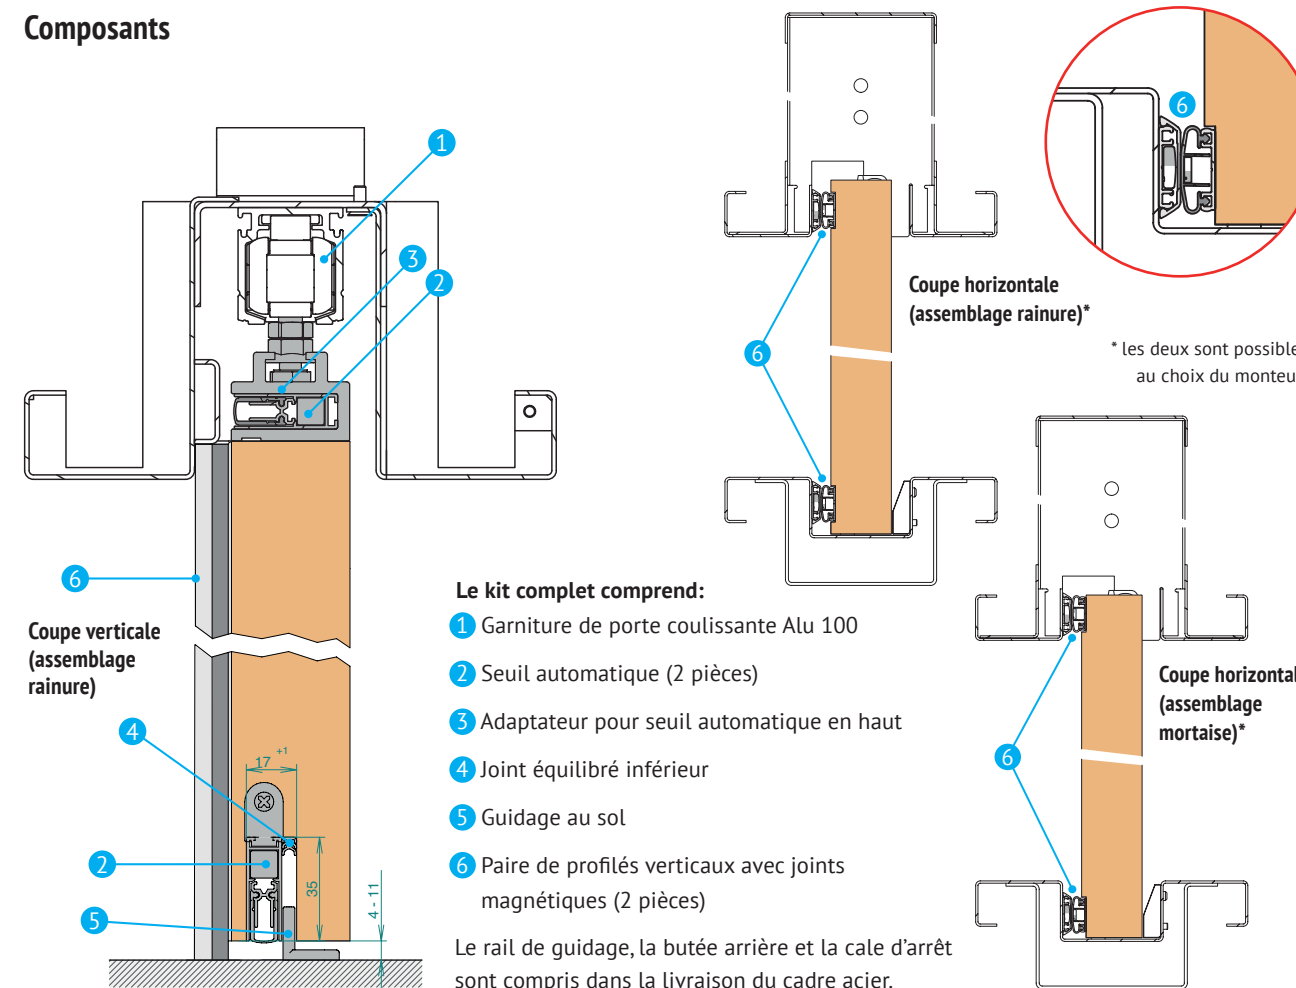 Composants
1
3
2
6
Coupe verticale
(assemblage
rainure)
4
2
5
17 +1
35
4 - 11
6
Coupe horizontale
(assemblage rainure)*
6
* les deux sont possible
au choix du monteu
Le kit complet comprend:
1 Garniture de porte coulissante Alu 100
2 Seuil automatique (2 pièces)
3 Adaptateur pour seuil automatique en haut
4 Joint équilibré inférieur
5 Guidage au sol
6 Paire de profilés verticaux avec joints
magnétiques (2 pièces)
Le rail de guidage, la butée arrière et la cale d’arrêt
sont compris dans la livraison du cadre acier.
6
Coupe horizontal
(assemblage
mortaise)*